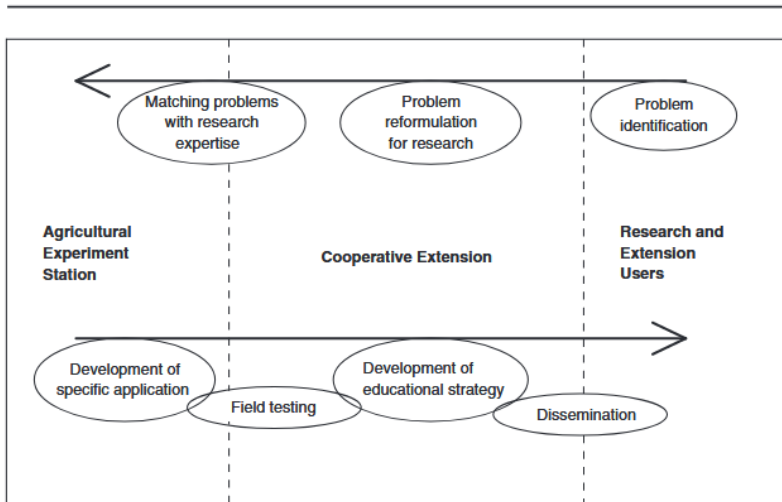 Matching problems
with research
expertise
Problem
reformulation
for research
Problem
identification
Agricultural
Experiment
Station
Cooperative Extension
Research and
Extension
Users
Development of
specific application
Field testing
Development of
educational strategy
Dissemination